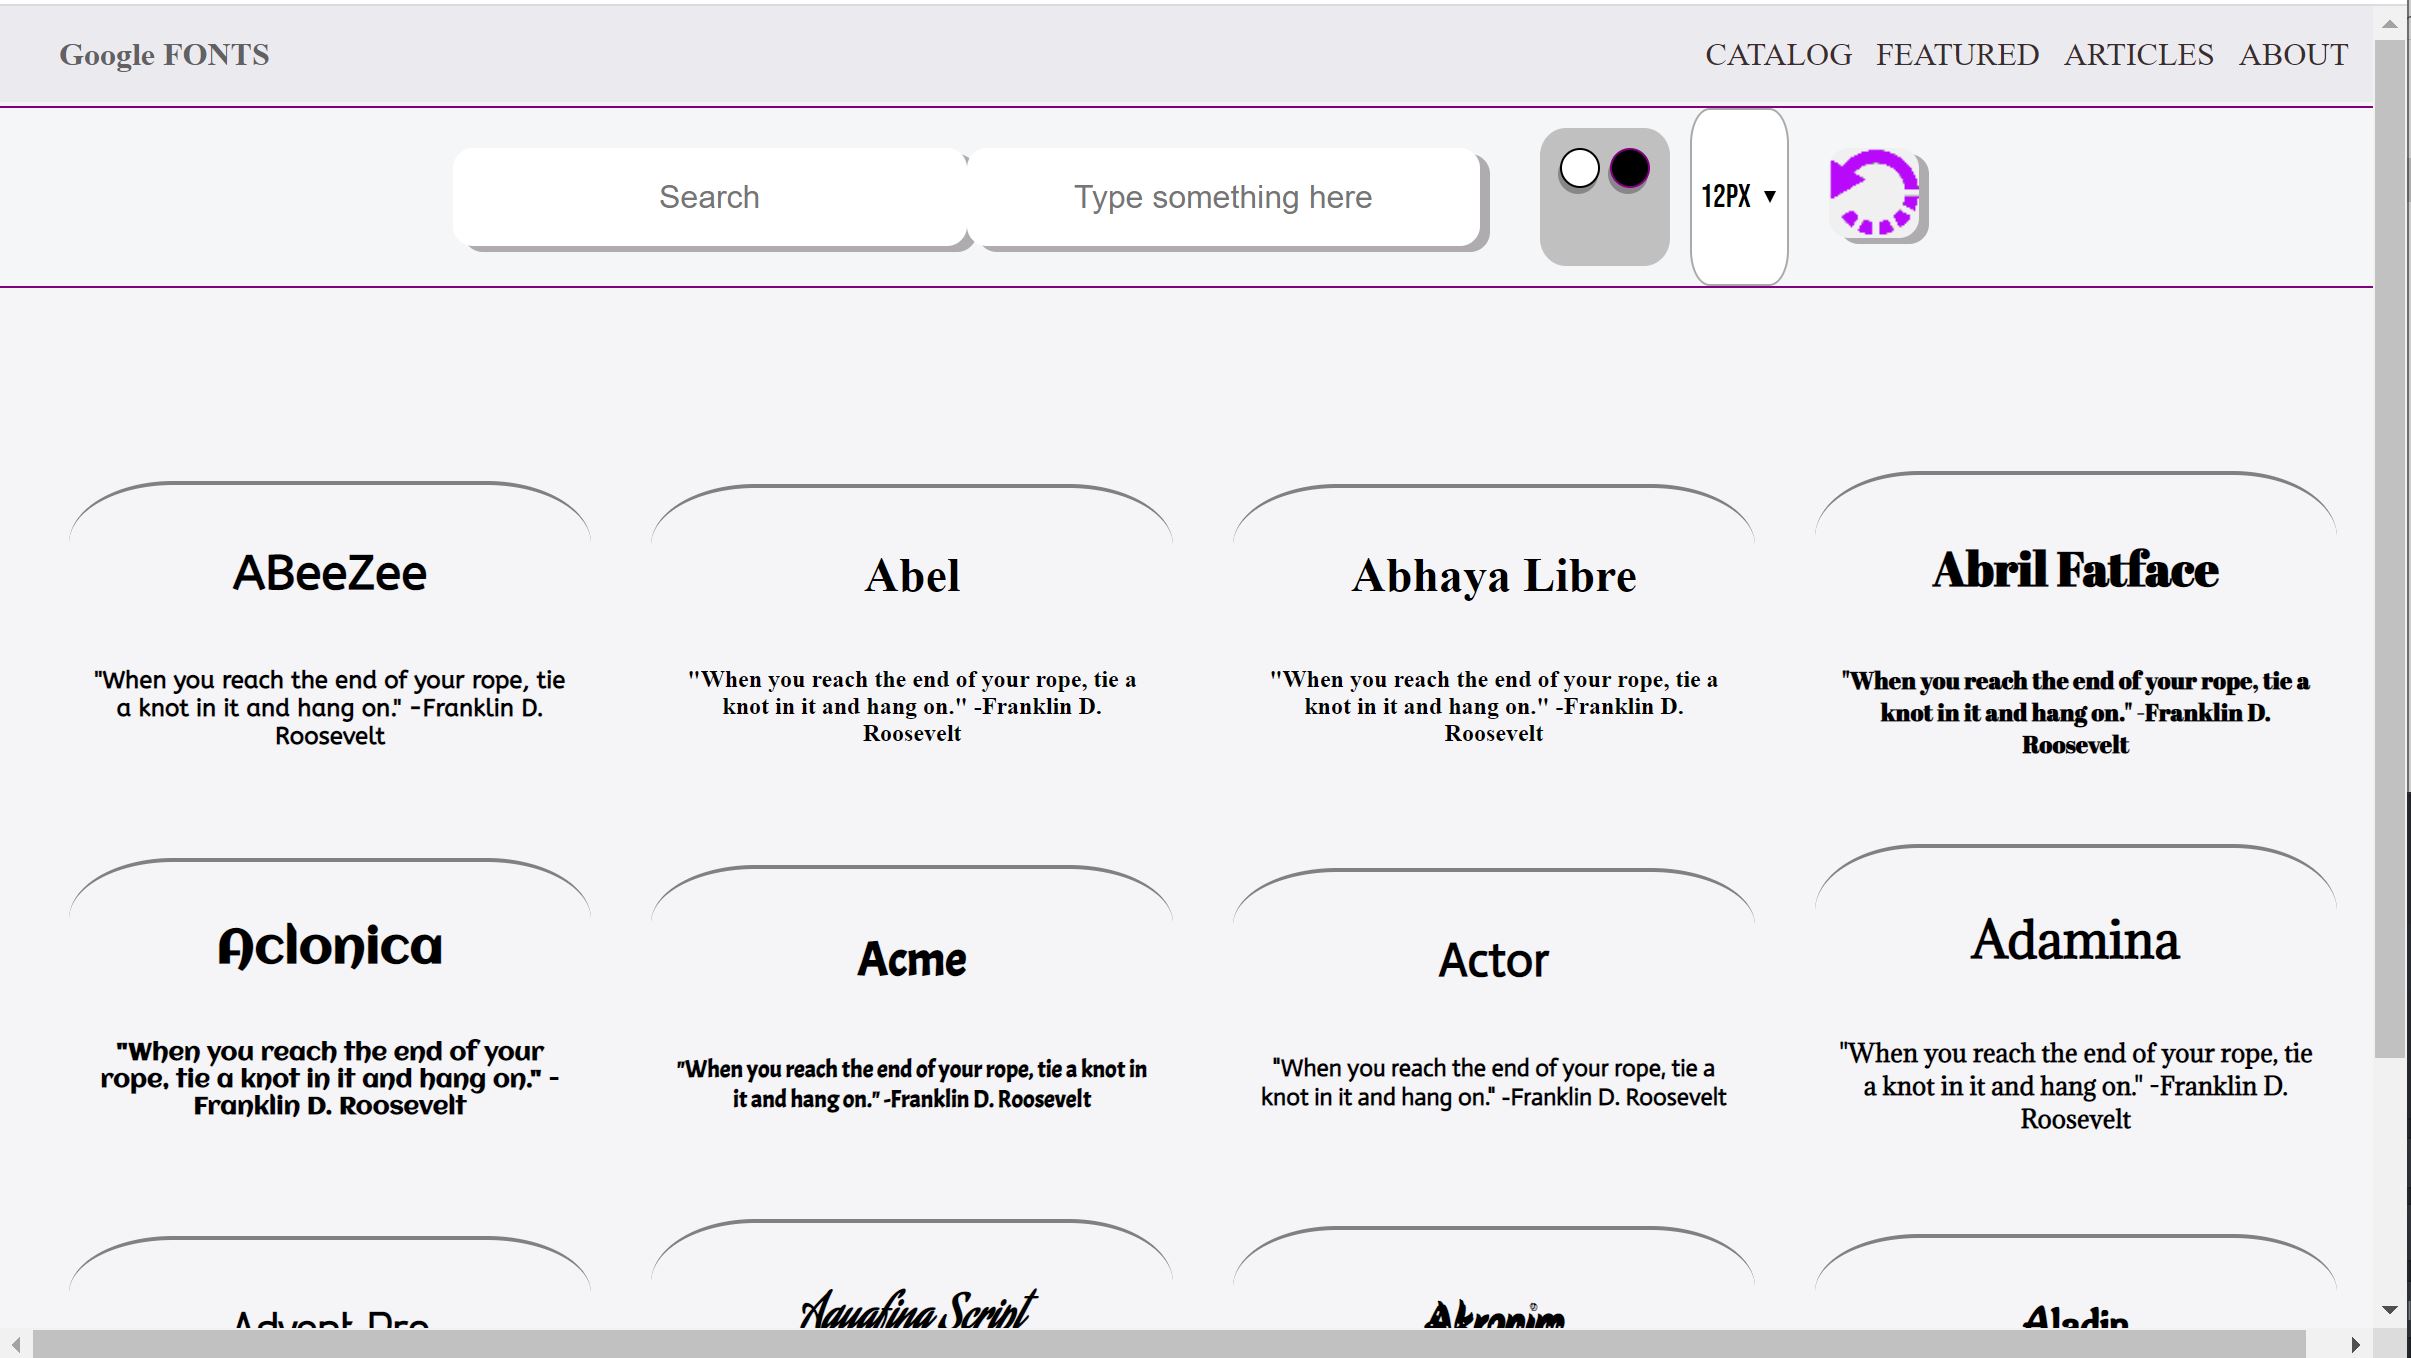 Google FONTS
CATALOG FEATURED ARTICLES ABOUT
Search
Type something here
12PX
ABeeZee
"When you reach the end of your rope, tie
a knot in it and hang on." -Franklin D.
Roosevelt
Abel
"When you reach the end of your rope, tie a
knot in it and hang on." -Franklin D.
Roosevelt
Abhaya Libre
"When you reach the end of your rope, tie a
knot in it and hang on." -Franklin D.
Roosevelt
Abril Fatface
"When you reach the end of your rope, tie a
knot in it and hang on." -Franklin D.
Roosevelt
Aclonica
"When you reach the end of your
rope, tie a knot in it and hang on." -
Franklin D. Roosevelt
Acme
"When you reach the end of your rope, tie a knot in
it and hang on." -Franklin D. Roosevelt
Actor
"When you reach the end of your rope, tie a
knot in it and hang on." -Franklin D. Roosevelt
Adamina
"When you reach the end of your rope, tie
a knot in it and hang on." -Franklin D.
Roosevelt
Advent Pro
Aguafina Script
Akronim
Aladin